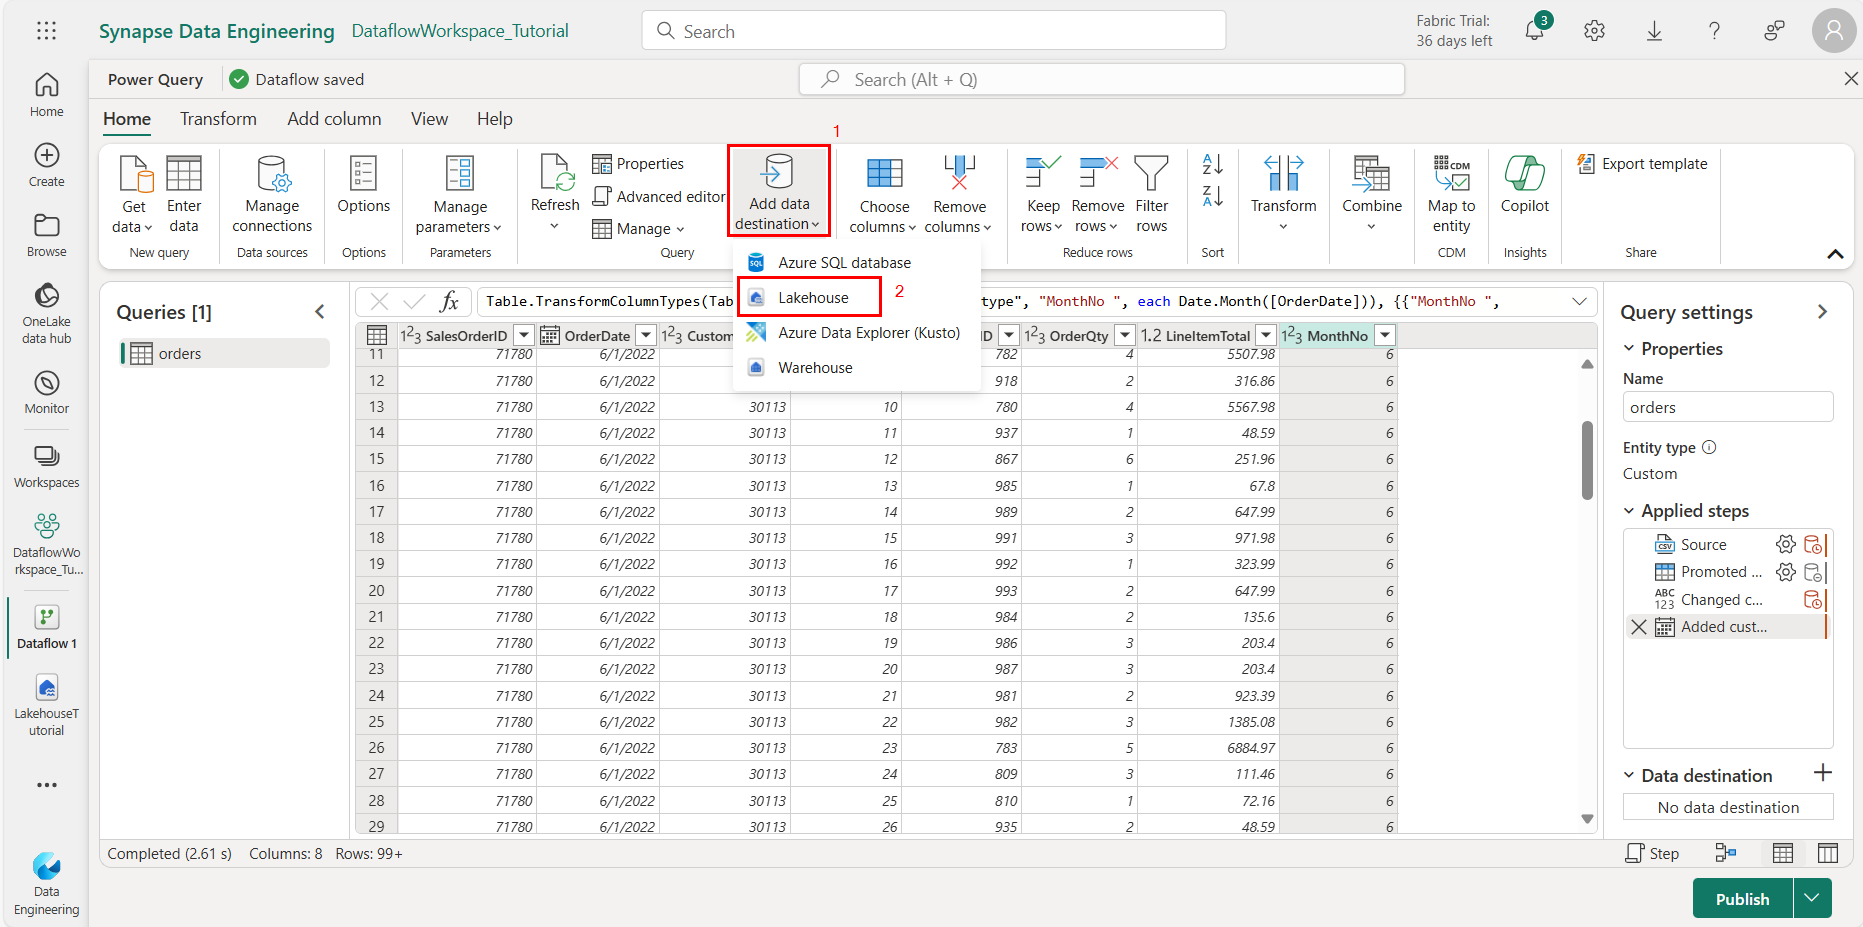 Synapse Data Engineering DataflowWorkspace_Tutorial Search Fabric Trial: 3
36 days left
Power Query Dataflow saved Search (Alt + Q)
Home Transform Add column View Help
1
Get data
Enter data
New query
Manage connections
Data sources
Options
Options
Manage parameters
Parameters
Refresh
Properties
Advanced editor
Manage
Query
Add data destination
Choose columns
Remove columns
Keep rows
Remove rows
Filter rows
Reduce rows
A Z
Z A
Sort
Transform
Combine
CDM
Map to entity
CDM
Copilot
Insights
Export template
Share
SQL Azure SQL database
Lakehouse
2
Azure Data Explorer (Kusto)
Warehouse
Home
Create
Browse
OneLake data hub
Monitor
Workspaces
DataflowWo
rkspace_Tu...
Dataflow 1
LakehouseT
utorial
Data Engineering
Queries [1]
orders
fx Table.TransformColumnTypes(Tab type", "MonthNo ", each Date.Month([OrderDate])), {{"MonthNo ",
123 SalesOrderID OrderDate 123 Custom D 123 OrderQty 1.2 LineItemTotal 123 MonthNo
11 71780 6/1/2022 782 4 5507.98 6
12 71780 6/1/2022 918 2 316.86 6
13 71780 6/1/2022 30113 10 780 4 5567.98 6
14 71780 6/1/2022 30113 11 937 1 48.59 6
15 71780 6/1/2022 30113 12 867 6 251.96 6
16 71780 6/1/2022 30113 13 985 1 67.8 6
17 71780 6/1/2022 30113 14 989 2 647.99 6
18 71780 6/1/2022 30113 15 991 3 971.98 6
19 71780 6/1/2022 30113 16 992 1 323.99 6
20 71780 6/1/2022 30113 17 993 2 647.99 6
21 71780 6/1/2022 30113 18 984 2 135.6 6
22 71780 6/1/2022 30113 19 986 3 203.4 6
23 71780 6/1/2022 30113 20 987 3 203.4 6
24 71780 6/1/2022 30113 21 981 2 923.39 6
25 71780 6/1/2022 30113 22 982 3 1385.08 6
26 71780 6/1/2022 30113 23 783 5 6884.97 6
27 71780 6/1/2022 30113 24 809 3 111.46 6
28 71780 6/1/2022 30113 25 810 1 72.16 6
29 71780 6/1/2022 30113 26 935 2 48.59 6
Query settings
Properties
Name
orders
Entity type
Custom
Applied steps
CSV Source
Promoted ...
ABC 123 Changed c...
Added cust...
Data destination
No data destination
Completed (2.61 s) Columns: 8 Rows: 99+ Step
Publish